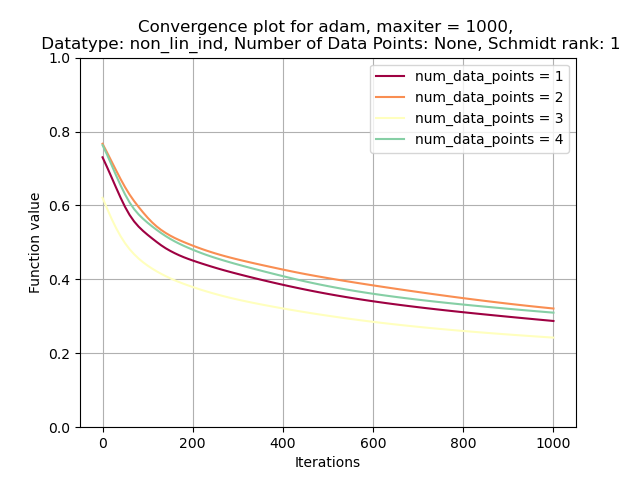 Convergence plot for adam, maxiter = 1000,
Datatype: non_lin_ind, Number of Data Points: None, Schmidt rank: 1
num_data_points = 1
num_data_points = 2
num_data_points = 3
num_data_points = 4
Function value
1.0
0.8
0.6
0.4
0.2
0.0
0 200 400 600 800 1000
Iterations